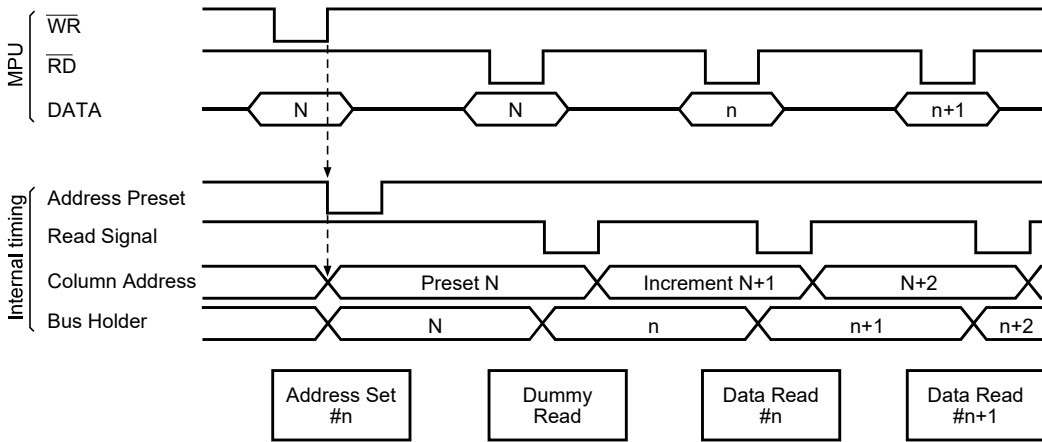 MPU
WR
RD
DATA
N
N
n
n+1
Internal timing
Address Preset
Read Signal
Column Address
Preset N
Increment N+1
N+2
Bus Holder
N
n
n+1
n+2
Address Set
#n
Dummy
Read
Data Read
#n
Data Read
#n+1